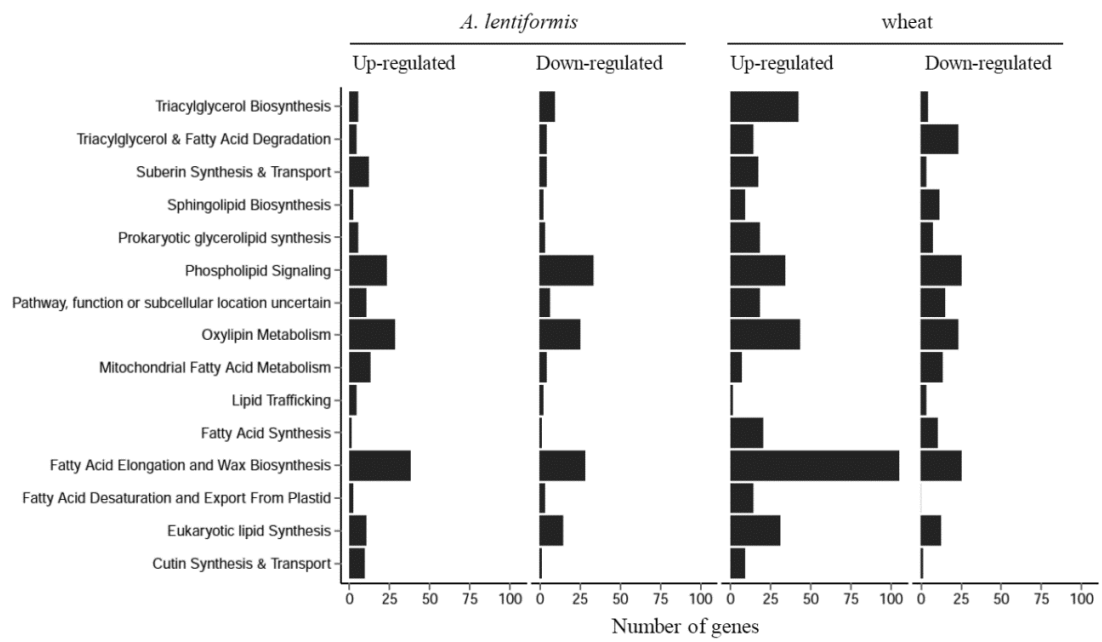 A. lentiformis wheat
Up-regulated Down-regulated Up-regulated Down-regulated
Triacylglycerol Biosynthesis
Triacylglycerol & Fatty Acid Degradation
Suberin Synthesis & Transport
Sphingolipid Biosynthesis
Prokaryotic glycerolipid synthesis
Phospholipid Signaling
Pathway, function or subcellular location uncertain
Oxylipin Metabolism
Mitochondrial Fatty Acid Metabolism
Lipid Trafficking
Fatty Acid Synthesis
Fatty Acid Elongation and Wax Biosynthesis
Fatty Acid Desaturation and Export From Plastid
Eukaryotic lipid Synthesis
Cutin Synthesis & Transport
0 25 50 75 100 0 25 50 75 100 0 25 50 75 100 0 25 50 75 100
Number of genes